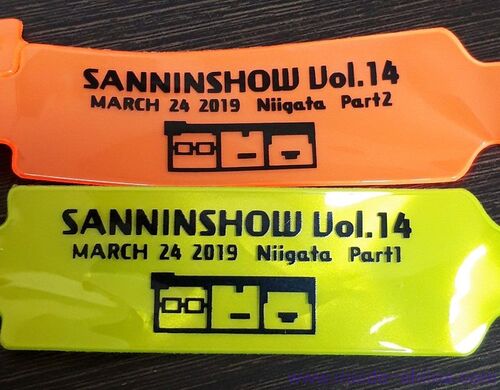 SANNINSHOW Vol.14
MARCH 24 2019 Niigata Part2
SANNINSHOW Vol.14
MARCH 24 2019 Niigata Part1